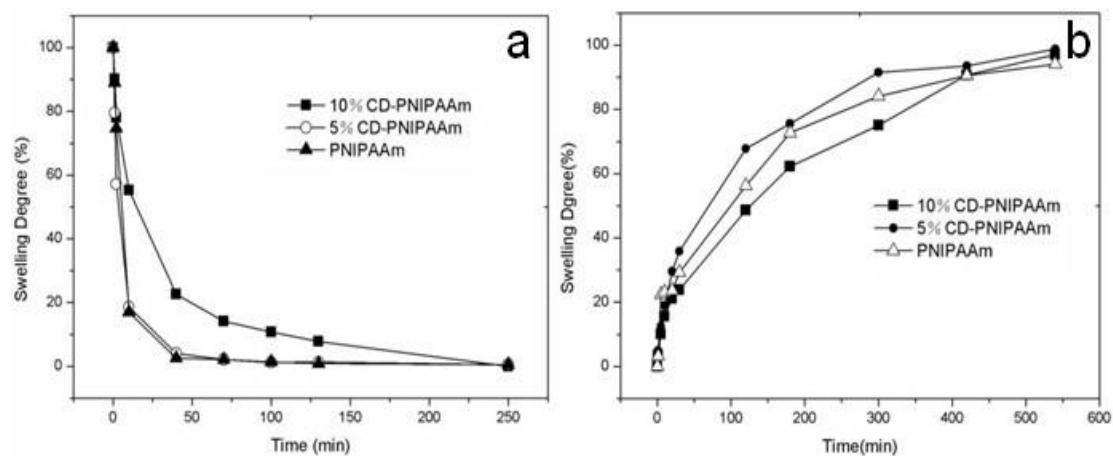 a
100
80
60
40
20
0
Swelling Degree (%)
10% CD-PNIPAAm
5% CD-PNIPAAm
PNIPAAm
0 50 100 150 200 250
Time (min)
b
100
80
60
40
20
0
Swelling Dgree(%)
10% CD-PNIPAAm
5% CD-PNIPAAm
PNIPAAm
0 100 200 300 400 500 600
Time(min)